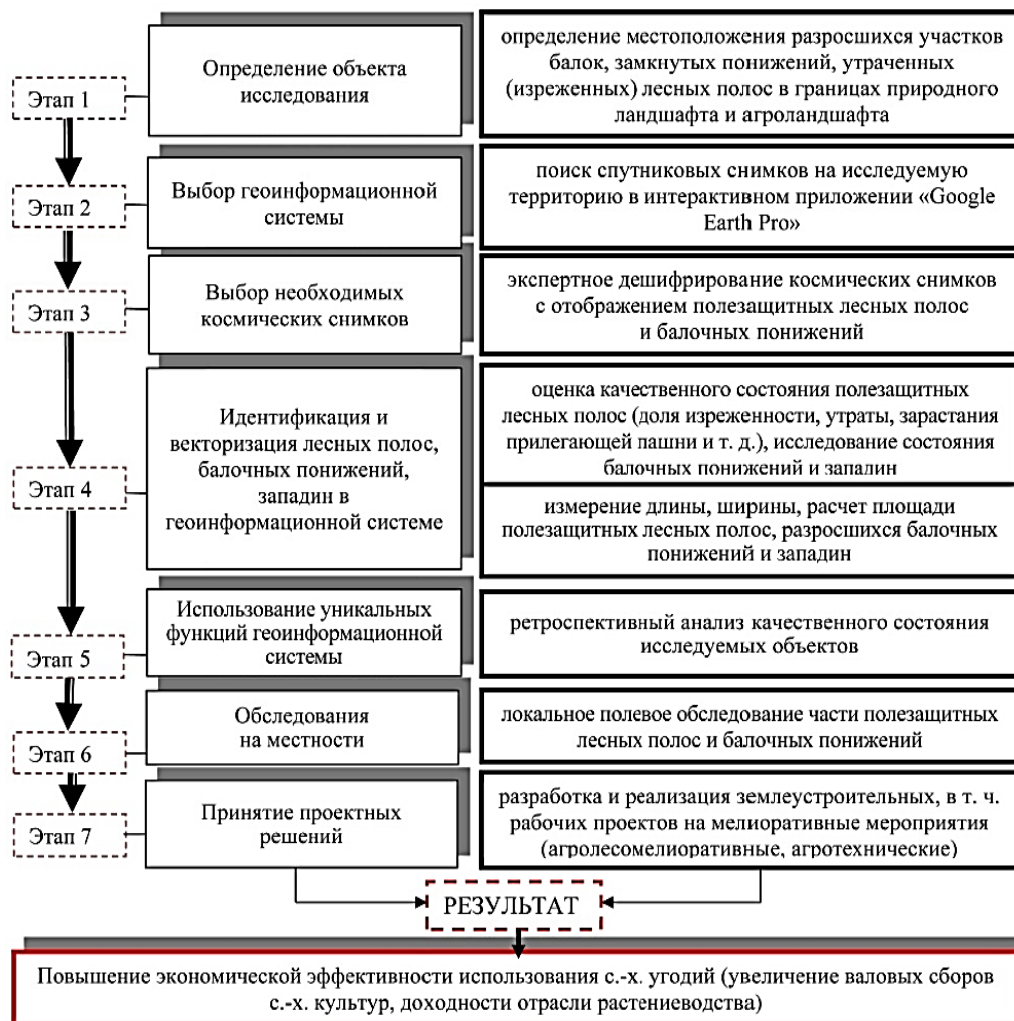 Этап 1
Определение объекта
исследования
определение местоположения разросшихся участков
балок, замкнутых понижений, утраченных
(изреженных) лесных полос в границах природного
ландшафта и агроландшафта
Этап 2
Выбор геоинформационной
системы
поиск спутниковых снимков на исследуемую
территорию в интерактивном приложении «Google
Earth Pro»
Этап 3
Выбор необходимых
космических снимков
экспертное дешифрирование космических снимков
с отображением полезащитных лесных полос
и балочных понижений
Этап 4
Идентификация и
векторизация лесных полос,
балочных понижений,
западин в
геоинформационной системе
оценка качественного состояния полезащитных
лесных полос (доля изреженности, утраты, зарастания
прилегающей пашни и т. д.), исследование состояния
балочных понижений и западин
измерение длины, ширины, расчет площади
полезащитных лесных полос, разросшихся балочных
понижений и западин
Этап 5
Использование уникальных
функций геоинформационной
системы
ретроспективный анализ качественного состояния
исследуемых объектов
Этап 6
Обследования
на местности
локальное полевое обследование части полезащитных
лесных полос и балочных понижений
Этап 7
Принятие проектных
решений
разработка и реализация землеустроительных, в т. ч.
рабочих проектов на мелиоративные мероприятия
(агролесомелиоративные, агротехнические)
РЕЗУЛЬТАТ
Повышение экономической эффективности использования с.-х. угодий (увеличение валовых сборов
с.-х. культур, доходности отрасли растениеводства)